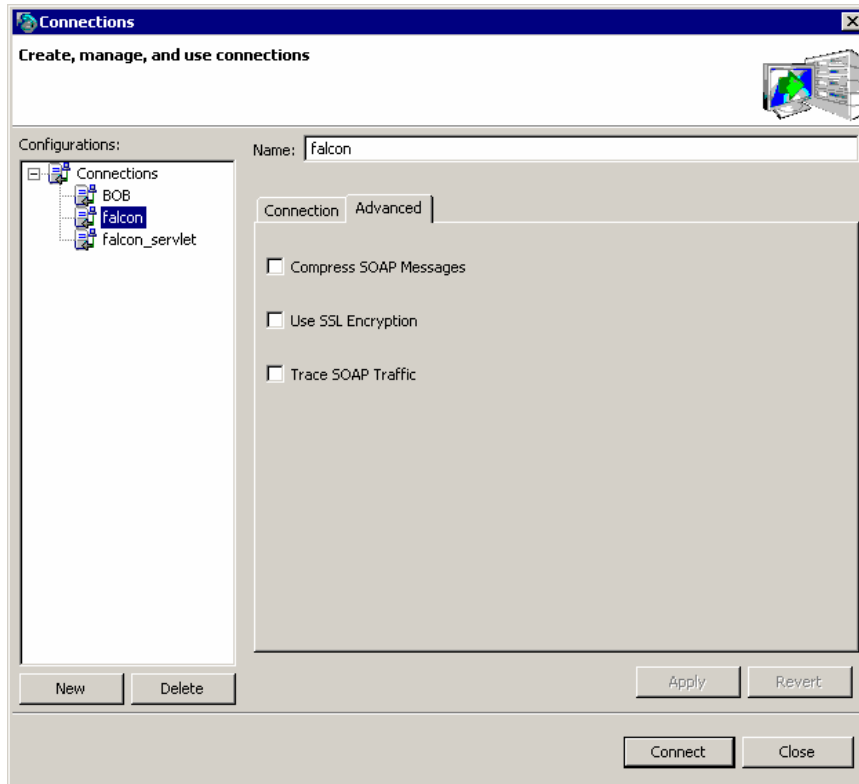 Connections
Create, manage, and use connections
Configurations:
Connections
BOB
falcon
falcon_servlet
New
Delete
Name:
falcon
Connection
Advanced
Compress SOAP Messages
Use SSL Encryption
Trace SOAP Traffic
Apply
Revert
Connect
Close